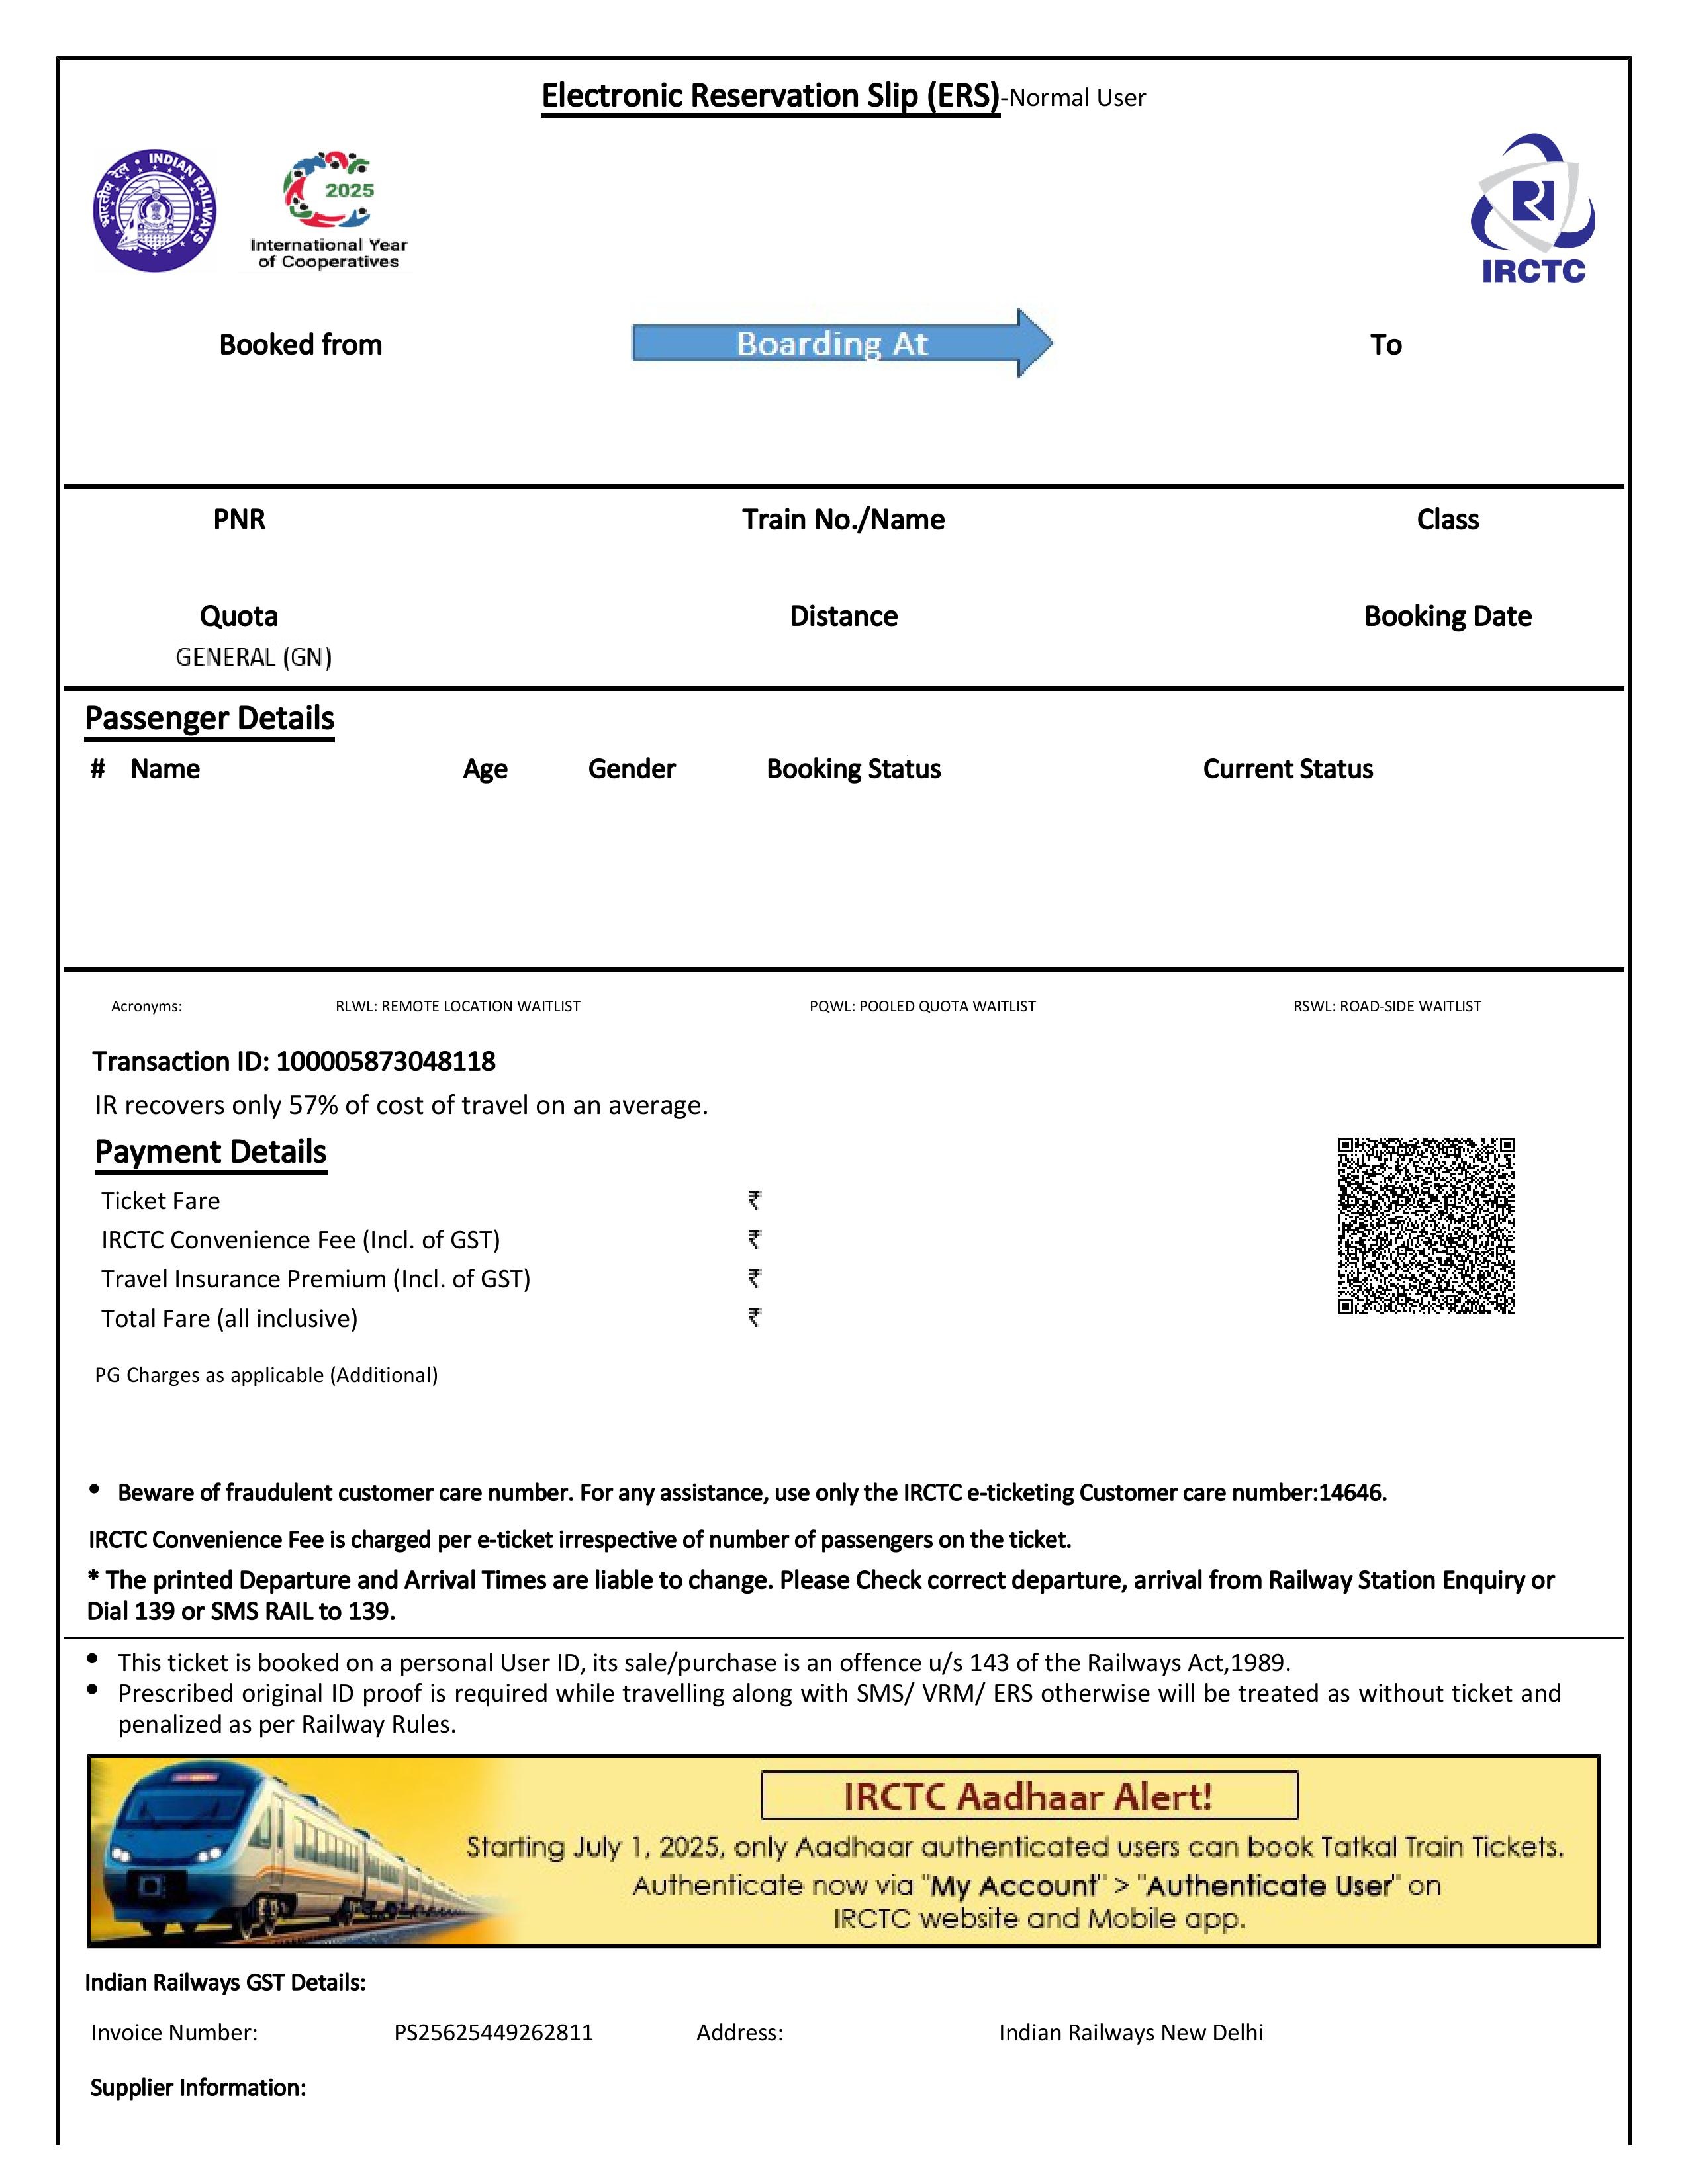 Electronic Reservation Slip (ERS)-Normal User
भारतीय रेल • INDIAN RAILWAYS
2025
International Year
of Cooperatives
IRCTC
Booked from
Boarding At
To
PNR
Train No./Name
Class
Quota
Distance
Booking Date
GENERAL (GN)
Passenger Details
# Name Age Gender Booking Status Current Status
Acronyms: RLWL: REMOTE LOCATION WAITLIST PQWL: POOLED QUOTA WAITLIST RSWL: ROAD-SIDE WAITLIST
Transaction ID: 100005873048118
IR recovers only 57% of cost of travel on an average.
Payment Details
Ticket Fare ₹
IRCTC Convenience Fee (Incl. of GST) ₹
Travel Insurance Premium (Incl. of GST) ₹
Total Fare (all inclusive) ₹
PG Charges as applicable (Additional)
• Beware of fraudulent customer care number. For any assistance, use only the IRCTC e-ticketing Customer care number:14646.
IRCTC Convenience Fee is charged per e-ticket irrespective of number of passengers on the ticket.
* The printed Departure and Arrival Times are liable to change. Please Check correct departure, arrival from Railway Station Enquiry or
Dial 139 or SMS RAIL to 139.
• This ticket is booked on a personal User ID, its sale/purchase is an offence u/s 143 of the Railways Act,1989.
• Prescribed original ID proof is required while travelling along with SMS/ VRM/ ERS otherwise will be treated as without ticket and
penalized as per Railway Rules.
IRCTC Aadhaar Alert!
Starting July 1, 2025, only Aadhaar authenticated users can book Tatkal Train Tickets.
Authenticate now via "My Account" > "Authenticate User" on
IRCTC website and Mobile app.
Indian Railways GST Details:
Invoice Number: PS25625449262811 Address: Indian Railways New Delhi
Supplier Information: